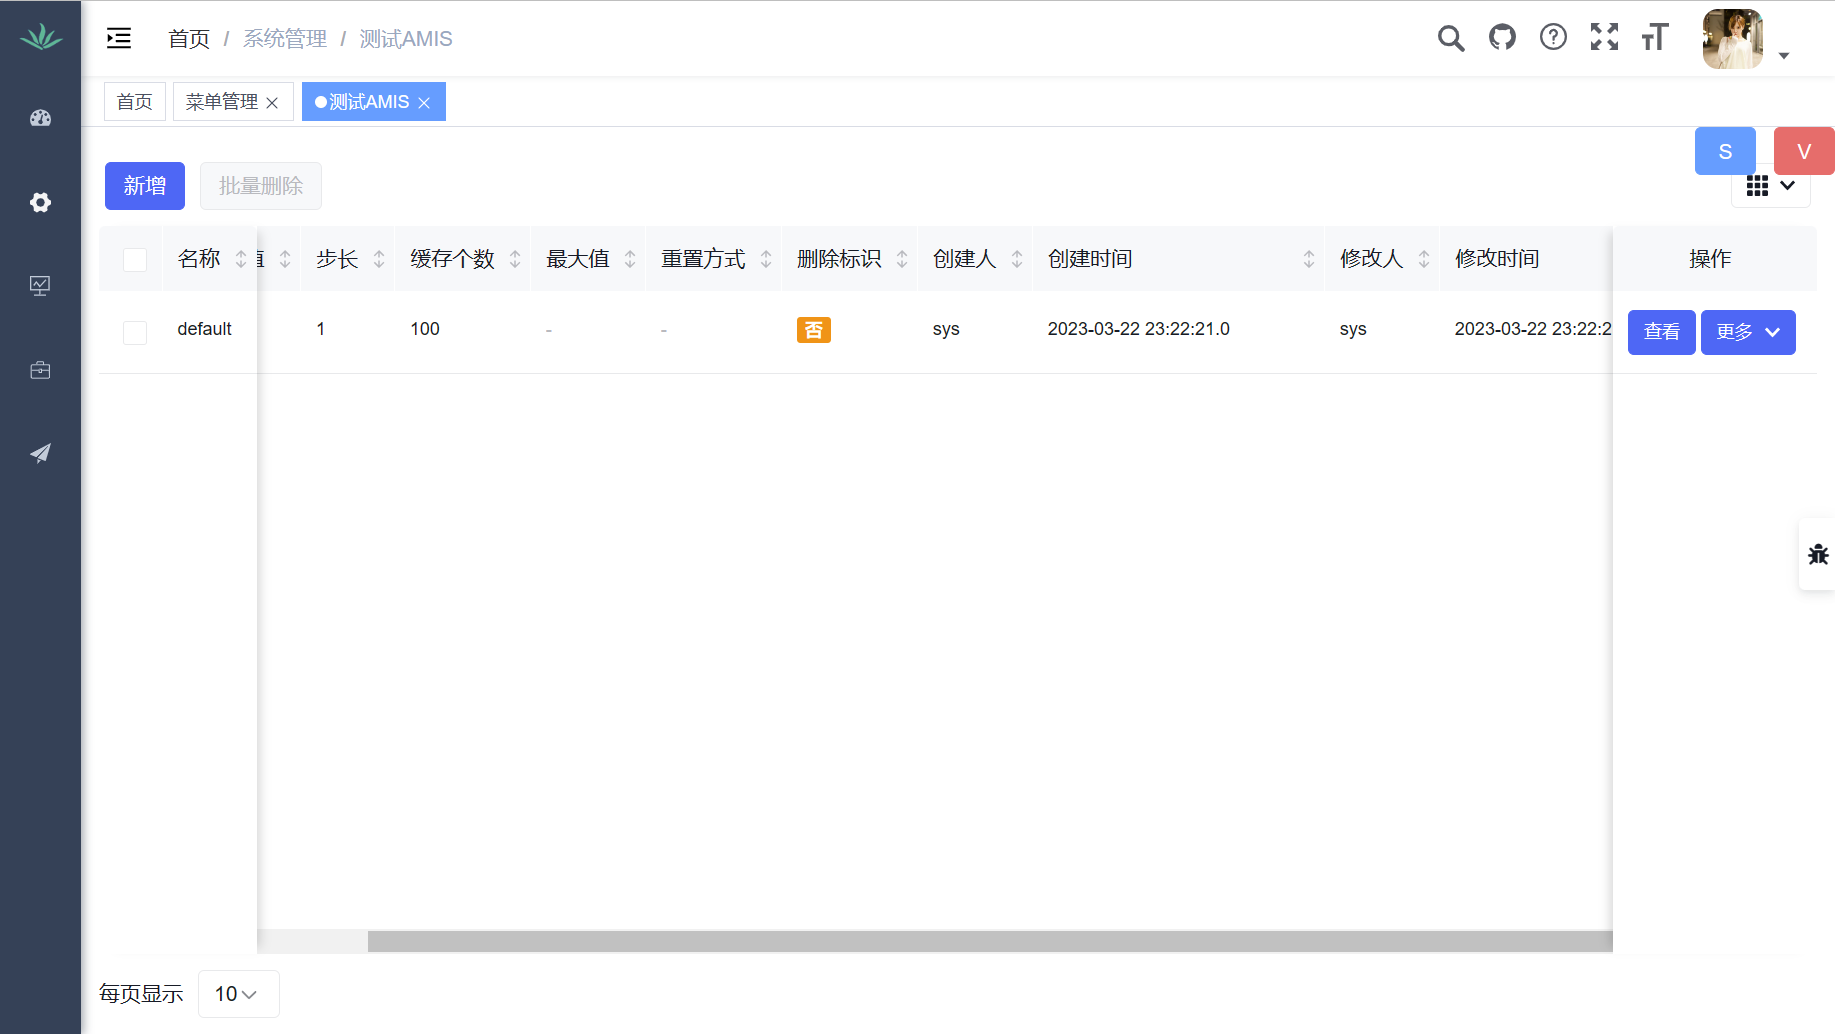 首页 / 系统管理 / 测试AMIS
首页 菜单管理 测试AMIS
S V
新增 批量删除
名称 值 步长 缓存个数 最大值 重置方式 删除标识 创建人 创建时间 修改人 修改时间 操作
default 1 100 - - 否 sys 2023-03-22 23:22:21.0 sys 2023-03-22 23:22:2 查看 更多
每页显示 10